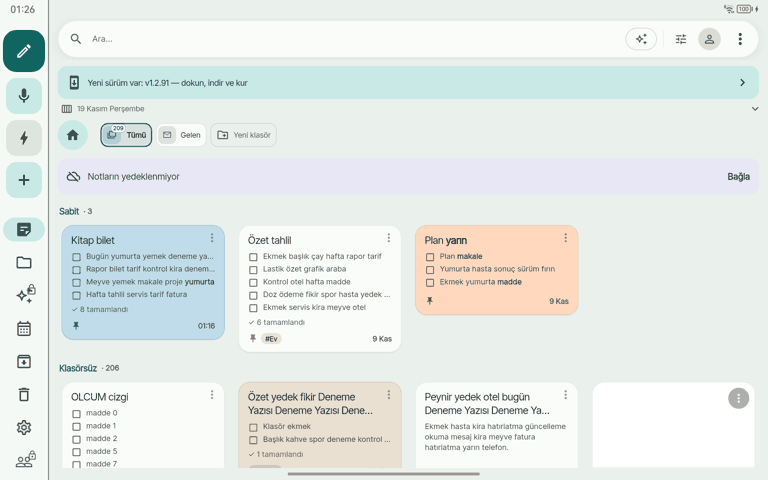 01:26
100
Ara...
Yeni sürüm var: v1.2.91 — dokun, indir ve kur
19 Kasım Perşembe
209
Tümü
Gelen
Yeni klasör
Notların yedeklenmiyor
Bağla
Sabit · 3
Kitap bilet
Bugün yumurta yemek deneme ya...
Rapor bilet tarif kontrol kira denem...
Meyve yemek makale proje yumurta
Hafta tahlil servis tarif fatura
✓ 8 tamamlandı
01:16
Özet tahlil
Ekmek başlık çay hafta rapor tarif
Lastik özet grafik araba
Kontrol otel hafta madde
Doz ödeme fikir spor hasta yedek ...
Ekmek servis kira meyve otel
✓ 6 tamamlandı
#Ev
9 Kas
Plan yarın
Plan makale
Yumurta hasta sonuç sürüm fırın
Ekmek yumurta madde
9 Kas
Klasörsüz · 206
OLCUM cizgi
madde 0
madde 1
madde 2
madde 5
madde 7
Özet yedek fikir Deneme
Yazısı Deneme Yazısı Dene...
Klasör ekmek
Başlık kahve spor deneme kontrol ...
✓ 1 tamamlandı
Peynir yedek otel bugün
Deneme Yazısı Deneme Ya...
Ekmek hasta kira hatırlatma güncelleme
okuma mesaj kira meyve fatura
hatırlatma yarın telefon.